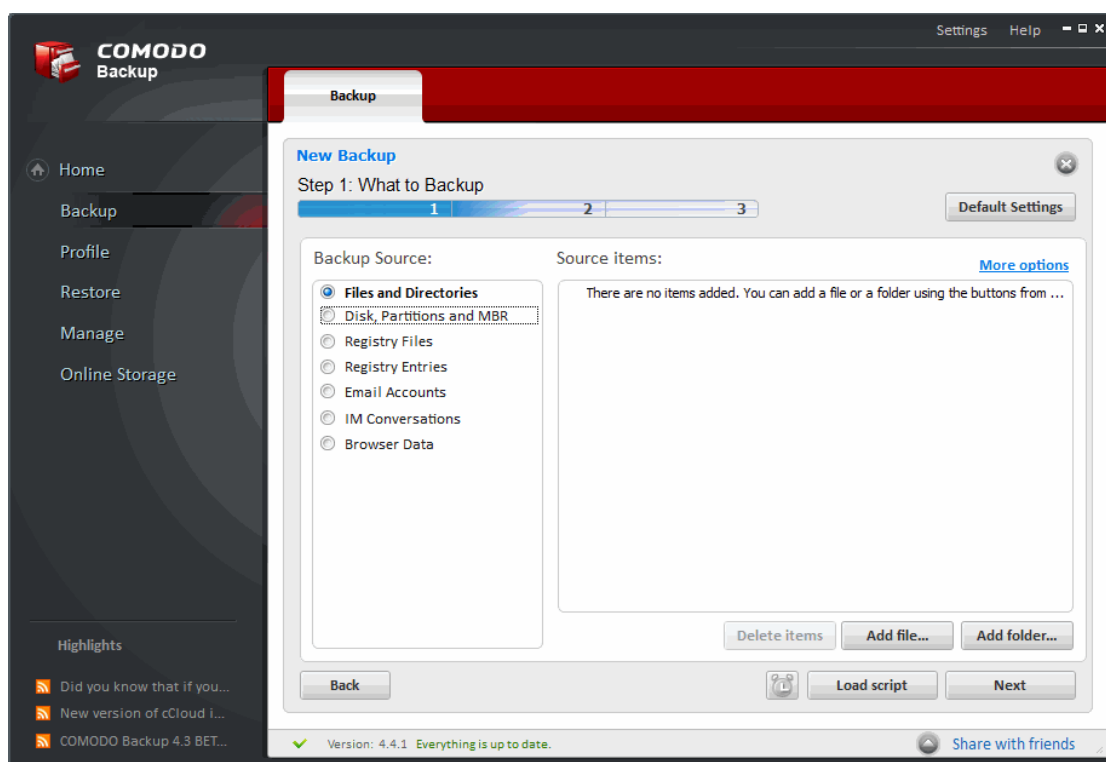 COMODO
Backup
Settings Help
Backup
Home
Backup
Profile
Restore
Manage
Online Storage
Highlights
Did you know that if you...
New version of cCloud i...
COMODO Backup 4.3 BET...
New Backup
Step 1: What to Backup
1 2 3
Default Settings
Backup Source:
Files and Directories
Disk, Partitions and MBR
Registry Files
Registry Entries
Email Accounts
IM Conversations
Browser Data
Source items:
More options
There are no items added. You can add a file or a folder using the buttons from ...
Delete items Add file... Add folder...
Back Load script Next
Version: 4.4.1 Everything is up to date.
Share with friends